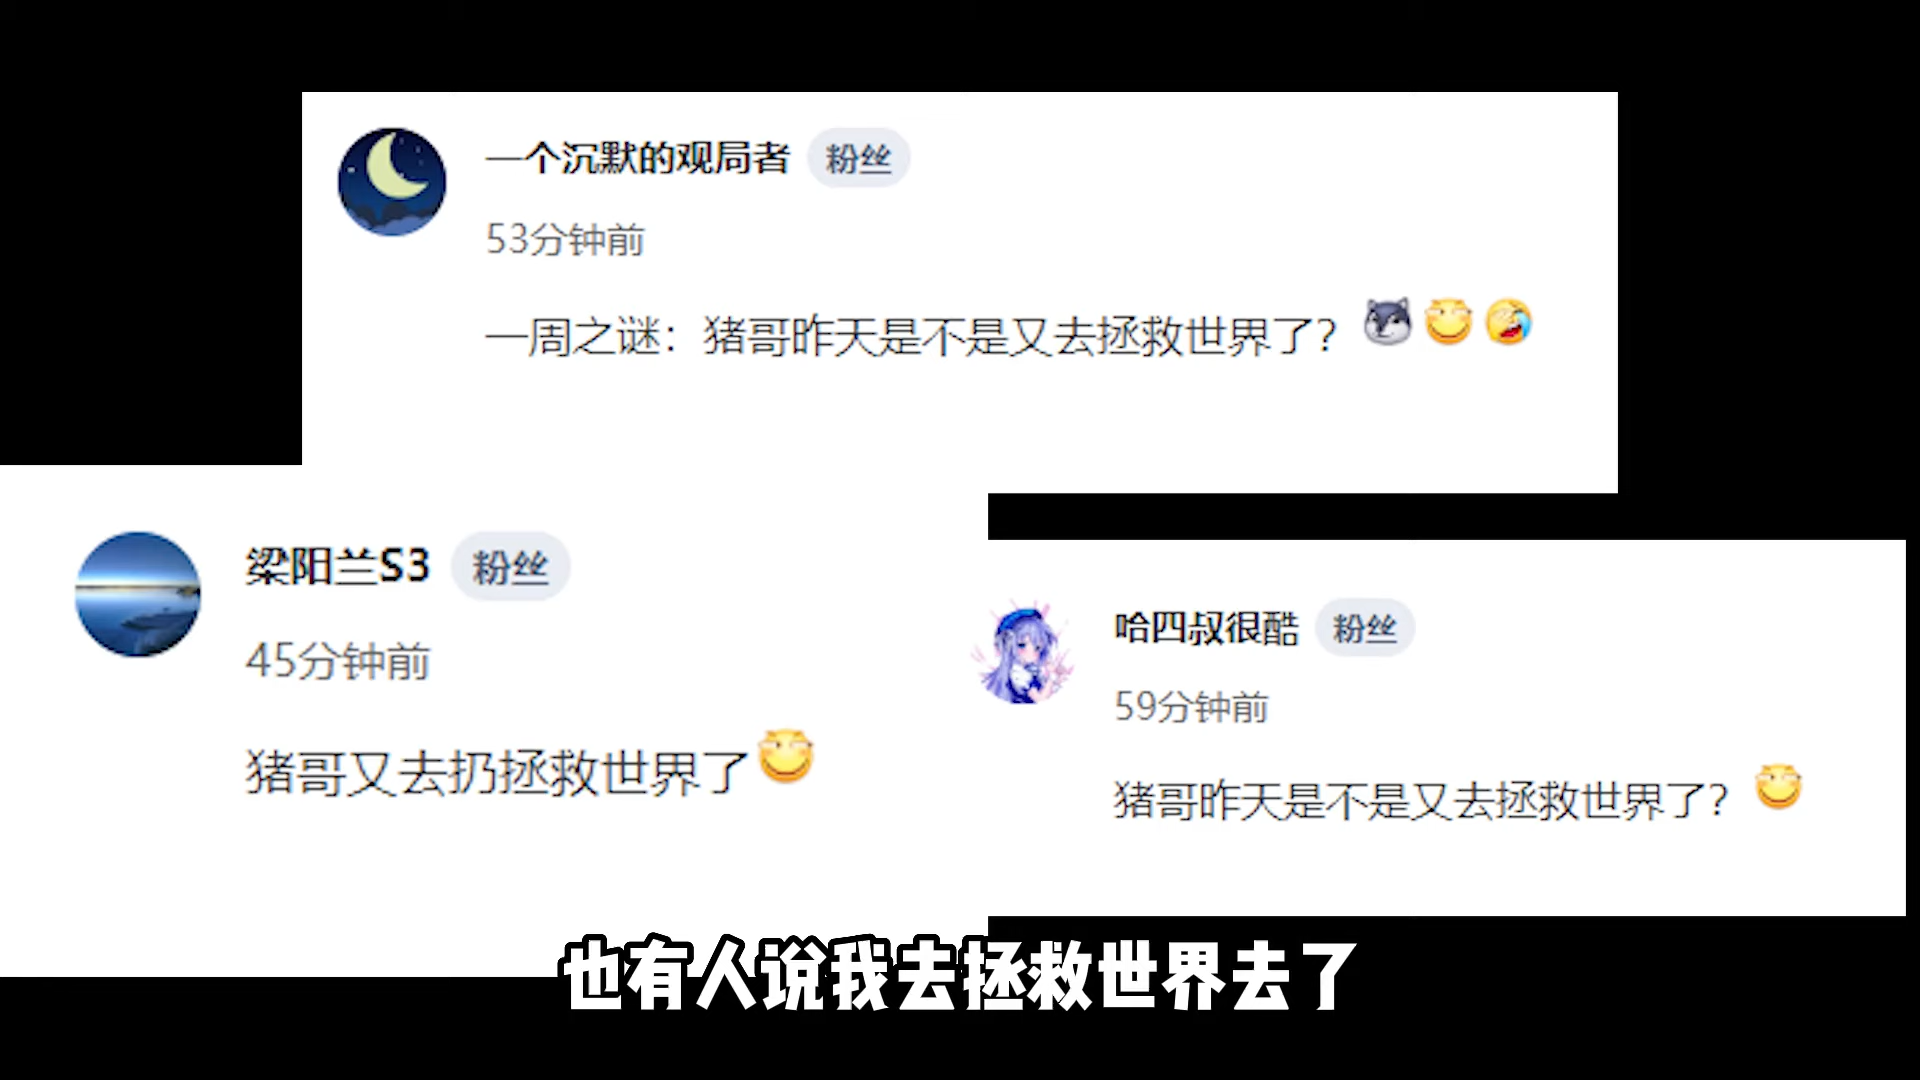 一个沉默的观局者 粉丝
53分钟前
一周之谜：猪哥昨天是不是又去拯救世界了？
梁阳兰S3 粉丝
45分钟前
猪哥又去扔拯救世界了
哈四叔很酷 粉丝
59分钟前
猪哥昨天是不是又去拯救世界了？
也有人说我去拯救世界去了